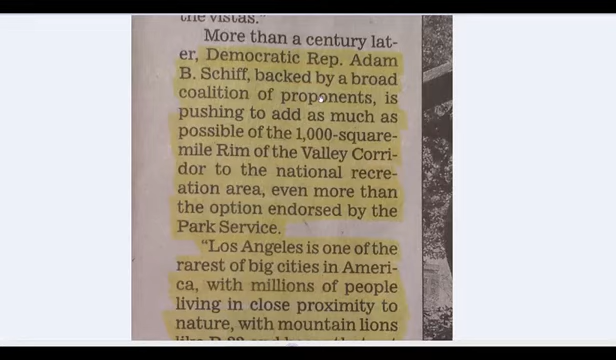 the vistas."
More than a century lat-
er, Democratic Rep. Adam
B. Schiff, backed by a broad
coalition of proponents, is
pushing to add as much as
possible of the 1,000-square-
mile Rim of the Valley Corri-
dor to the national recre-
ation area, even more than
the option endorsed by the
Park Service.
"Los Angeles is one of the
rarest of big cities in Ameri-
ca, with millions of people
living in close proximity to
nature, with mountain lions
like